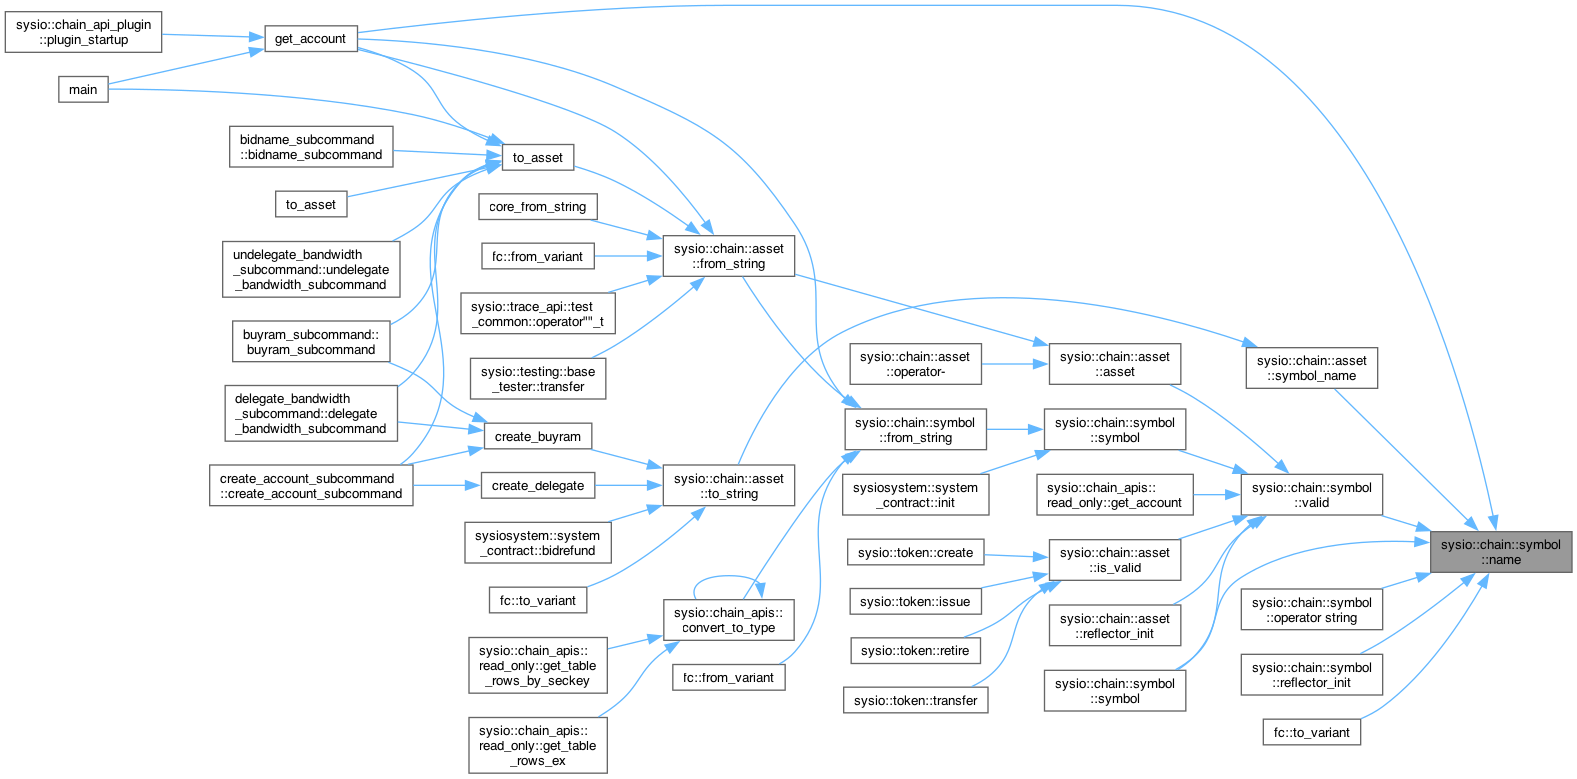 sysio::chain_api_plugin
::plugin_startup
main
get_account
bidname_subcommand
::bidname_subcommand
to_asset
undelegate_bandwidth
_subcommand::undelegate
_bandwidth_subcommand
buyram_subcommand::
buyram_subcommand
delegate_bandwidth
_subcommand::delegate
_bandwidth_subcommand
create_account_subcommand
::create_account_subcommand
to_asset
core_from_string
fc::from_variant
sysio::trace_api::test
_common::operator""_t
sysio::testing::base
_tester::transfer
create_buyram
create_delegate
sysiosystem::system
_contract::bidrefund
fc::to_variant
sysio::chain_apis::
read_only::get_table
_rows_by_seckey
sysio::chain_apis::
read_only::get_table
_rows_ex
sysio::chain::asset
::from_string
sysio::chain::asset
::to_string
sysio::chain_apis::
convert_to_type
fc::from_variant
sysio::chain::asset
::operator-
sysio::chain::symbol
::from_string
sysiosystem::system
_contract::init
sysio::token::create
sysio::token::issue
sysio::token::retire
sysio::token::transfer
sysio::chain::asset
::asset
sysio::chain::symbol
::symbol
sysio::chain_apis::
read_only::get_account
sysio::chain::asset
::is_valid
sysio::chain::asset
::reflector_init
sysio::chain::symbol
::symbol
sysio::chain::asset
::symbol_name
sysio::chain::symbol
::valid
sysio::chain::symbol
::operator string
sysio::chain::symbol
::reflector_init
fc::to_variant
sysio::chain::symbol
::name